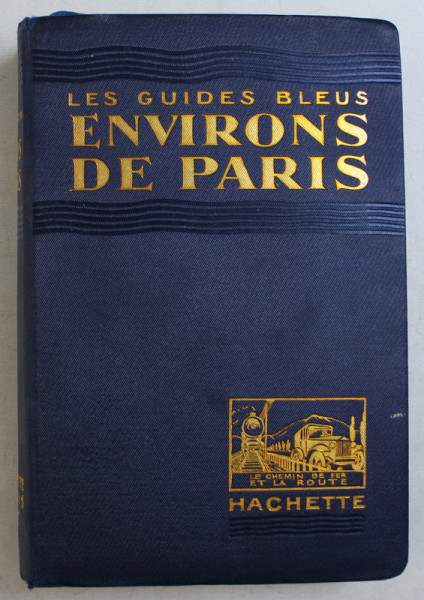 LES GUIDES BLEUS
ENVIRONS
DE PARIS
LE CHEMIN DE FER
ET LA ROUTE
HACHETTE